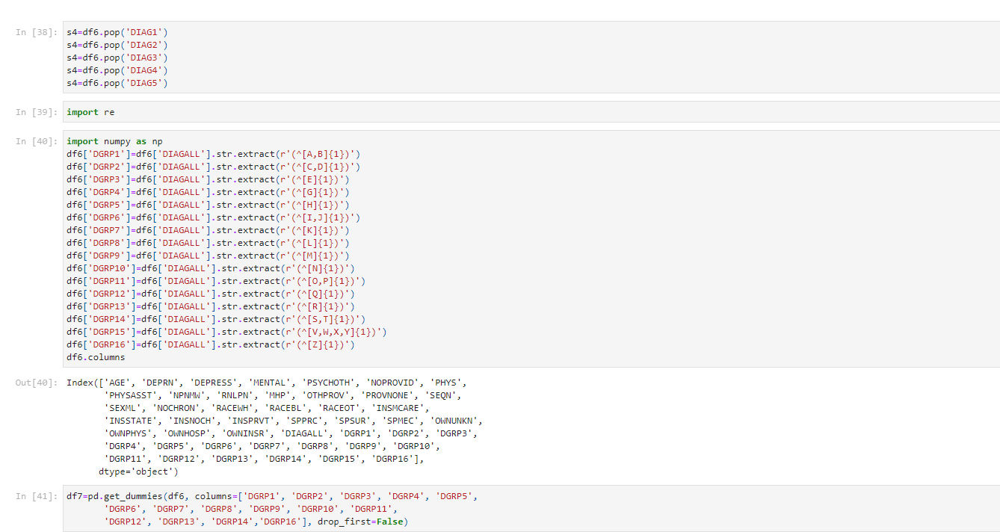 In [38]: s4=df6.pop('DIAG1')
s4=df6.pop('DIAG2')
s4=df6.pop('DIAG3')
s4=df6.pop('DIAG4')
s4=df6.pop('DIAG5')
In [39]: import re
In [40]: import numpy as np
df6['DGRP1']=df6['DIAGALL'].str.extract(r'(^[A,B]{1})')
df6['DGRP2']=df6['DIAGALL'].str.extract(r'(^[C,D]{1})')
df6['DGRP3']=df6['DIAGALL'].str.extract(r'(^[E]{1})')
df6['DGRP4']=df6['DIAGALL'].str.extract(r'(^[G]{1})')
df6['DGRP5']=df6['DIAGALL'].str.extract(r'(^[H]{1})')
df6['DGRP6']=df6['DIAGALL'].str.extract(r'(^[I,J]{1})')
df6['DGRP7']=df6['DIAGALL'].str.extract(r'(^[K]{1})')
df6['DGRP8']=df6['DIAGALL'].str.extract(r'(^[L]{1})')
df6['DGRP9']=df6['DIAGALL'].str.extract(r'(^[M]{1})')
df6['DGRP10']=df6['DIAGALL'].str.extract(r'(^[N]{1})')
df6['DGRP11']=df6['DIAGALL'].str.extract(r'(^[O,P]{1})')
df6['DGRP12']=df6['DIAGALL'].str.extract(r'(^[Q]{1})')
df6['DGRP13']=df6['DIAGALL'].str.extract(r'(^[R]{1})')
df6['DGRP14']=df6['DIAGALL'].str.extract(r'(^[S,T]{1})')
df6['DGRP15']=df6['DIAGALL'].str.extract(r'(^[V,W,X,Y]{1})')
df6['DGRP16']=df6['DIAGALL'].str.extract(r'(^[Z]{1})')
df6.columns
Out[40]: Index(['AGE', 'DEPRN', 'DEPRESS', 'MENTAL', 'PSYCHOTH', 'NOPROVID', 'PHYS',
'PHYSASST', 'NPNMW', 'RNLPN', 'MHP', 'OTHPROV', 'PROVNONE', 'SEQN',
'SEXML', 'NOCHRON', 'RACEWH', 'RACEBL', 'RACEOT', 'INSMCARE',
'INSSTATE', 'INSNOCH', 'INSPRVT', 'SPPRC', 'SPSUR', 'SPMEC', 'OWNUNKN',
'OWNPHYS', 'OWNHOSP', 'OWNINSR', 'DIAGALL', 'DGRP1', 'DGRP2', 'DGRP3',
'DGRP4', 'DGRP5', 'DGRP6', 'DGRP7', 'DGRP8', 'DGRP9', 'DGRP10',
'DGRP11', 'DGRP12', 'DGRP13', 'DGRP14', 'DGRP15', 'DGRP16'],
dtype='object')
In [41]: df7=pd.get_dummies(df6, columns=['DGRP1', 'DGRP2', 'DGRP3', 'DGRP4', 'DGRP5',
'DGRP6', 'DGRP7', 'DGRP8', 'DGRP9', 'DGRP10', 'DGRP11',
'DGRP12', 'DGRP13', 'DGRP14','DGRP16'], drop_first=False)